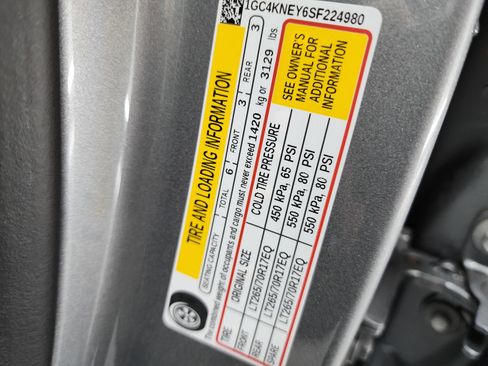 1GC4KNEY6SF224980
TIRE AND LOADING INFORMATION
SEATING CAPACITY TOTAL 6 FRONT 3 REAR 3
The combined weight of occupants and cargo must never exceed 1420 kg or 3129 lbs.
TIRE ORIGINAL SIZE COLD TIRE PRESSURE
FRONT LT265/70R17EQ 450 kPa, 65 PSI
REAR LT265/70R17EQ 550 kPa, 80 PSI
SPARE LT265/70R17EQ 550 kPa, 80 PSI
SEE OWNER'S
MANUAL FOR
ADDITIONAL
INFORMATION